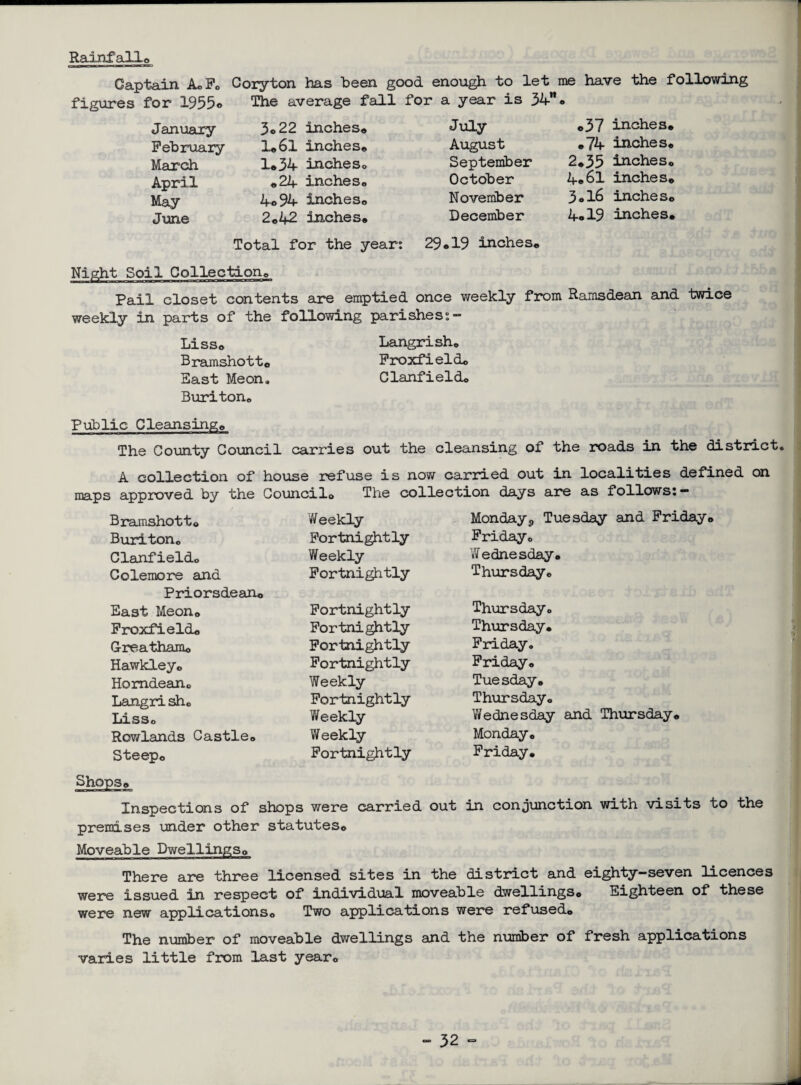 Rainfall.
Captain A.F. Coryton has been good enough to let me have the following
figures for 1955. The average fall for a year is 34".
January 3.22 inches. July .37 inches.
February 1.61 inches. August .74 inches.
March 1.34 inches. September 2.35 inches.
April .24 inches. October 4.61 inches.
May 4.94 inches. November 3.16 inches.
June 2.42 inches. December 4.19 inches.
Total for the year: 29.19 inches.
Night Soil Collection.
Pail closet contents are emptied once weekly from Ramsdean and twice
weekly in parts of the following parishes:-
Liss. Langrish.
Bramshott. Froxfield.
East Meon. Clanfield.
Buriton.
Public Cleansing.
The County Council carries out the cleansing of the roads in the district.
A collection of house refuse is now carried out in localities defined on
maps approved by the Council. The collection days are as follows:-
Bramshott. Weekly Monday, Tuesday and Friday.
Buriton. Fortnightly Friday.
Clanfield. Weekly Wednesday.
Colemore and Fortnightly Thursday.
Priorsdean.
East Meon. Fortnightly Thursday.
Froxfield. Fortnightly Thursday.
Greatham. Fortnightly Friday.
Hawkley. Fortnightly Friday.
Horndean. Weekly Tuesday.
Langrish. Fortnightly Thursday.
Liss. Weekly Wednesday and Thursday.
Rowlands Castle. Weekly Monday.
Steep. Fortnightly Friday.
Shops.
Inspections of shops were carried out in conjunction with visits to the
premises under other statutes.
Moveable Dwellings.
There are three licensed sites in the district and eighty-seven licences
were issued in respect of individual moveable dwellings. Eighteen of these
were new applications. Two applications were refused.
The number of moveable dwellings and the number of fresh applications
varies little from last year.
- 32 -